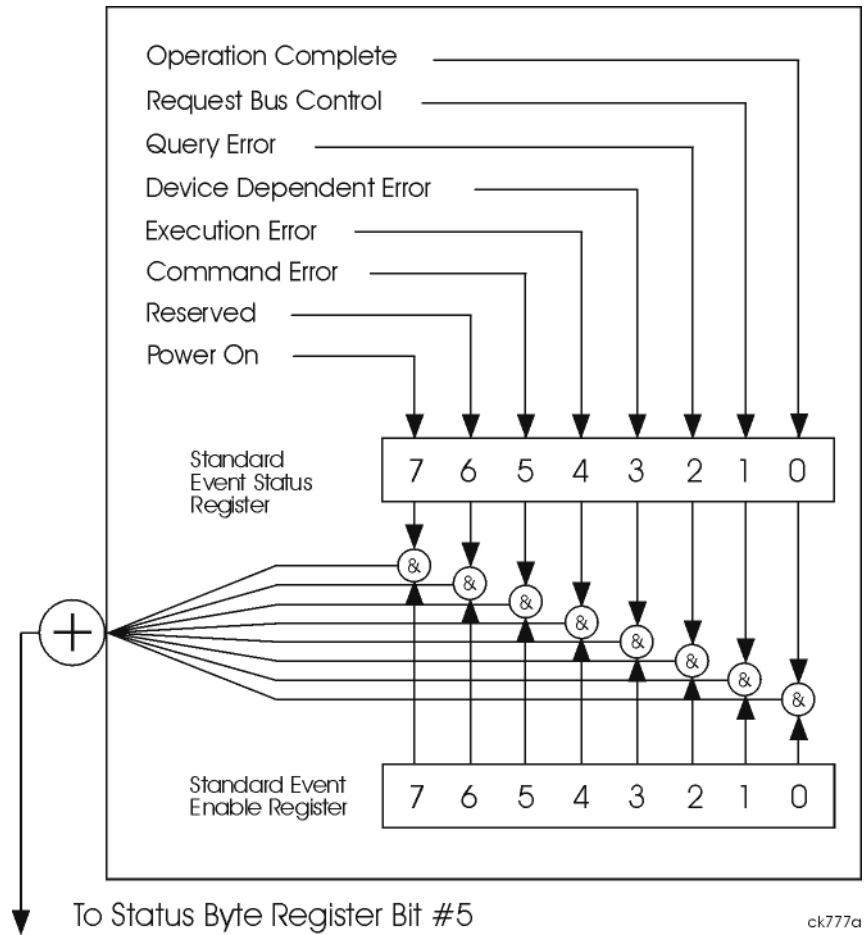 Operation Complete
Request Bus Control
Query Error
Device Dependent Error
Execution Error
Command Error
Reserved
Power On
Standard
Event Status
Register
7 6 5 4 3 2 1 0
&
&
&
&
&
&
&
&
+
Standard Event
Enable Register
7 6 5 4 3 2 1 0
To Status Byte Register Bit #5
ck777a